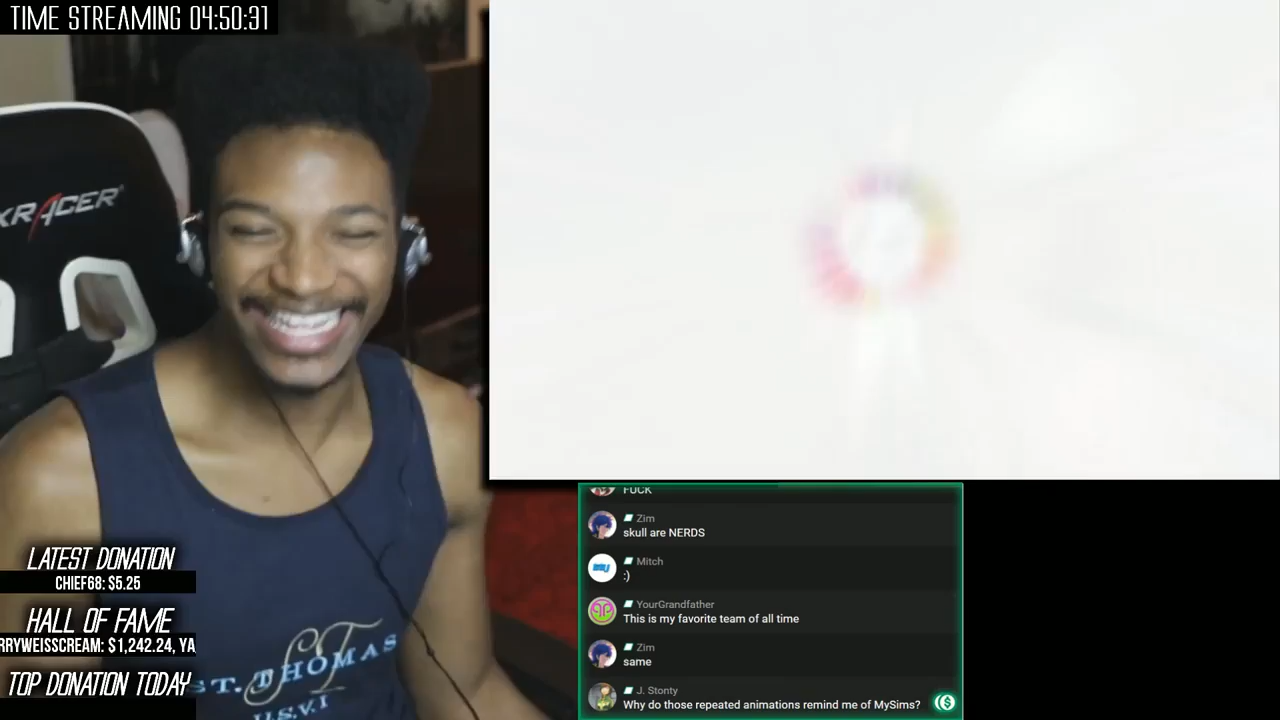 TIME STREAMING 04:50:31
XRACER
FUCK
Zim
skull are NERDS
Mitch
:)
YourGrandfather
This is my favorite team of all time
Zim
same
J. Stonty
Why do those repeated animations remind me of MySims?
LATEST DONATION
CHIEF68: $5.25
HALL OF FAME
RRYWEISSCREAM: $1,242.24, YA
TOP DONATION TODAY
ST
ST. THOMAS
U.S.V.I